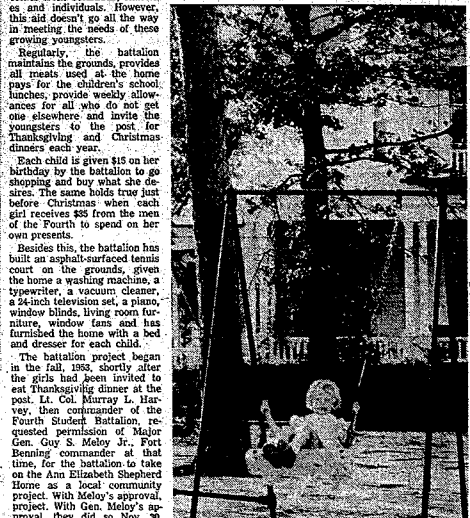 es and individuals. However,
this aid doesn't go all the way
in meeting the needs of these
growing youngsters.
Regularly, the battalion
maintains the grounds, provides
all meats used at the home
pays for the children's school
lunches, provide weekly allow-
ances for all who do not get
one elsewhere and invite the
youngsters to the post for
Thanksgiving and Christmas
dinners each year.
Each child is given $15 on her
birthday by the battalion to go
shopping and buy what she de-
sires. The same holds true just
before Christmas when each
girl receives $35 from the men
of the Fourth to spend on her
own presents.
Besides this, the battalion has
built an asphalt-surfaced tennis
court on the grounds, given
the home a washing machine, a
typewriter, a vacuum cleaner,
a 24-inch television set, a piano,
window blinds, living room fur-
niture, window fans and has
furnished the home with a bed
and dresser for each child.
The battalion project began
in the fall, 1953, shortly after
the girls had been invited to
eat Thanksgiving dinner at the
post. Lt. Col. Murray L. Har-
vey, then commander of the
Fourth Student Battalion, re-
quested permission of Major
Gen. Guy S. Meloy Jr., Fort
Benning commander at that
time, for the battalion to take
on the Ann Elizabeth Shepherd
Home as a local community
project. With Meloy's approval,
project. With Gen. Meloy's ap-
proval, they did so Nov. 30,